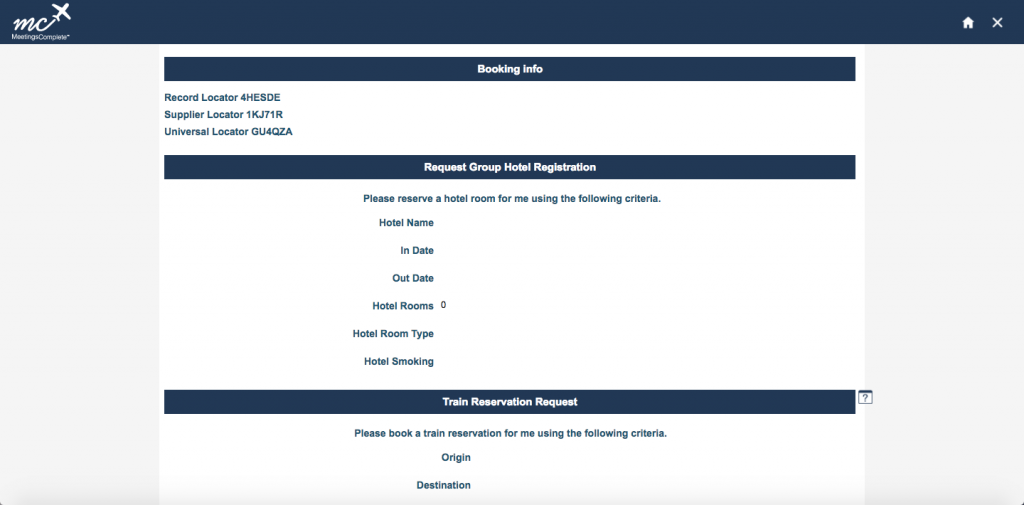 mc
MeetingsComplete™
Booking Info
Record Locator 4HESDE
Supplier Locator 1KJ71R
Universal Locator GU4QZA
Request Group Hotel Registration
Please reserve a hotel room for me using the following criteria.
Hotel Name
In Date
Out Date
Hotel Rooms 0
Hotel Room Type
Hotel Smoking
Train Reservation Request
?
Please book a train reservation for me using the following criteria.
Origin
Destination